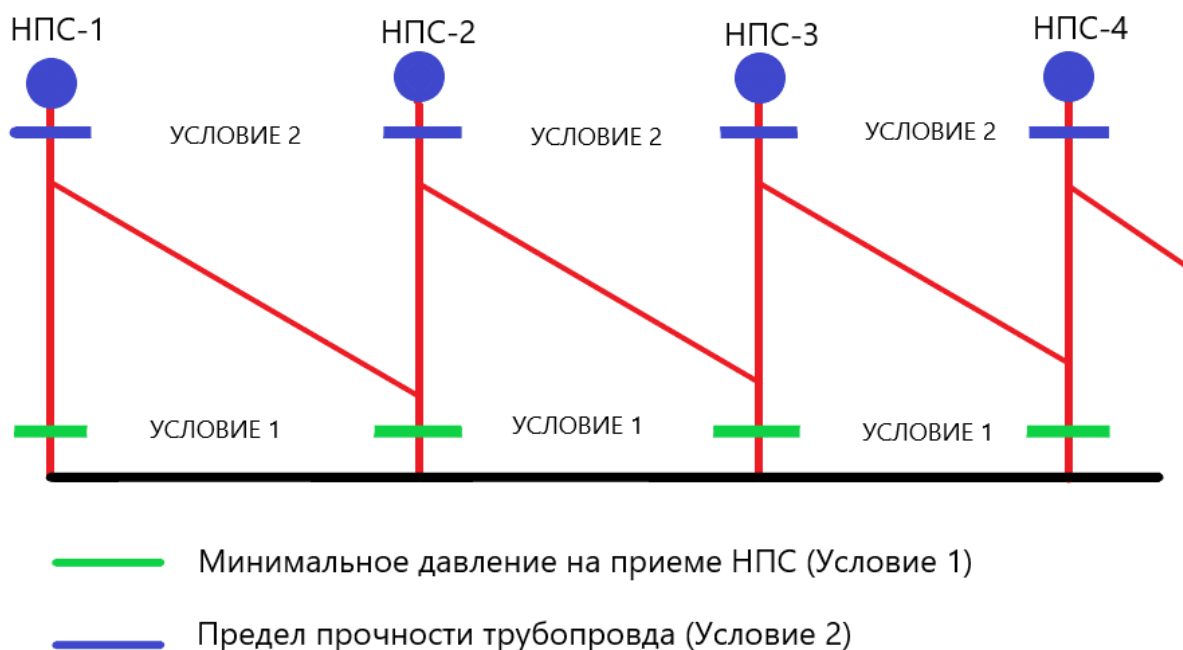 НПС-1
НПС-2
НПС-3
НПС-4
УСЛОВИЕ 2
УСЛОВИЕ 2
УСЛОВИЕ 2
УСЛОВИЕ 1
УСЛОВИЕ 1
УСЛОВИЕ 1
Минимальное давление на приеме НПС (Условие 1)
Предел прочности трубопровда (Условие 2)